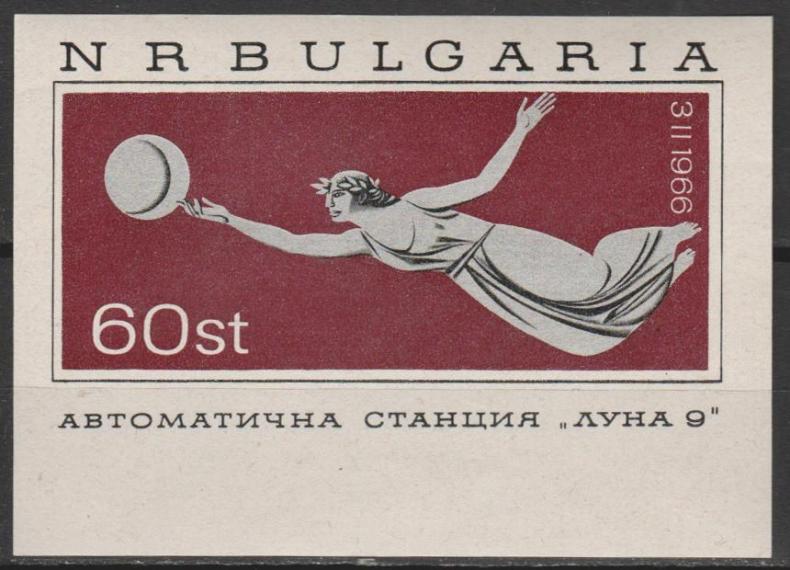 N R BULGARIA
3 II 1966
60st
АВТОМАТИЧНА СТАНЦИЯ „ЛУНА 9"